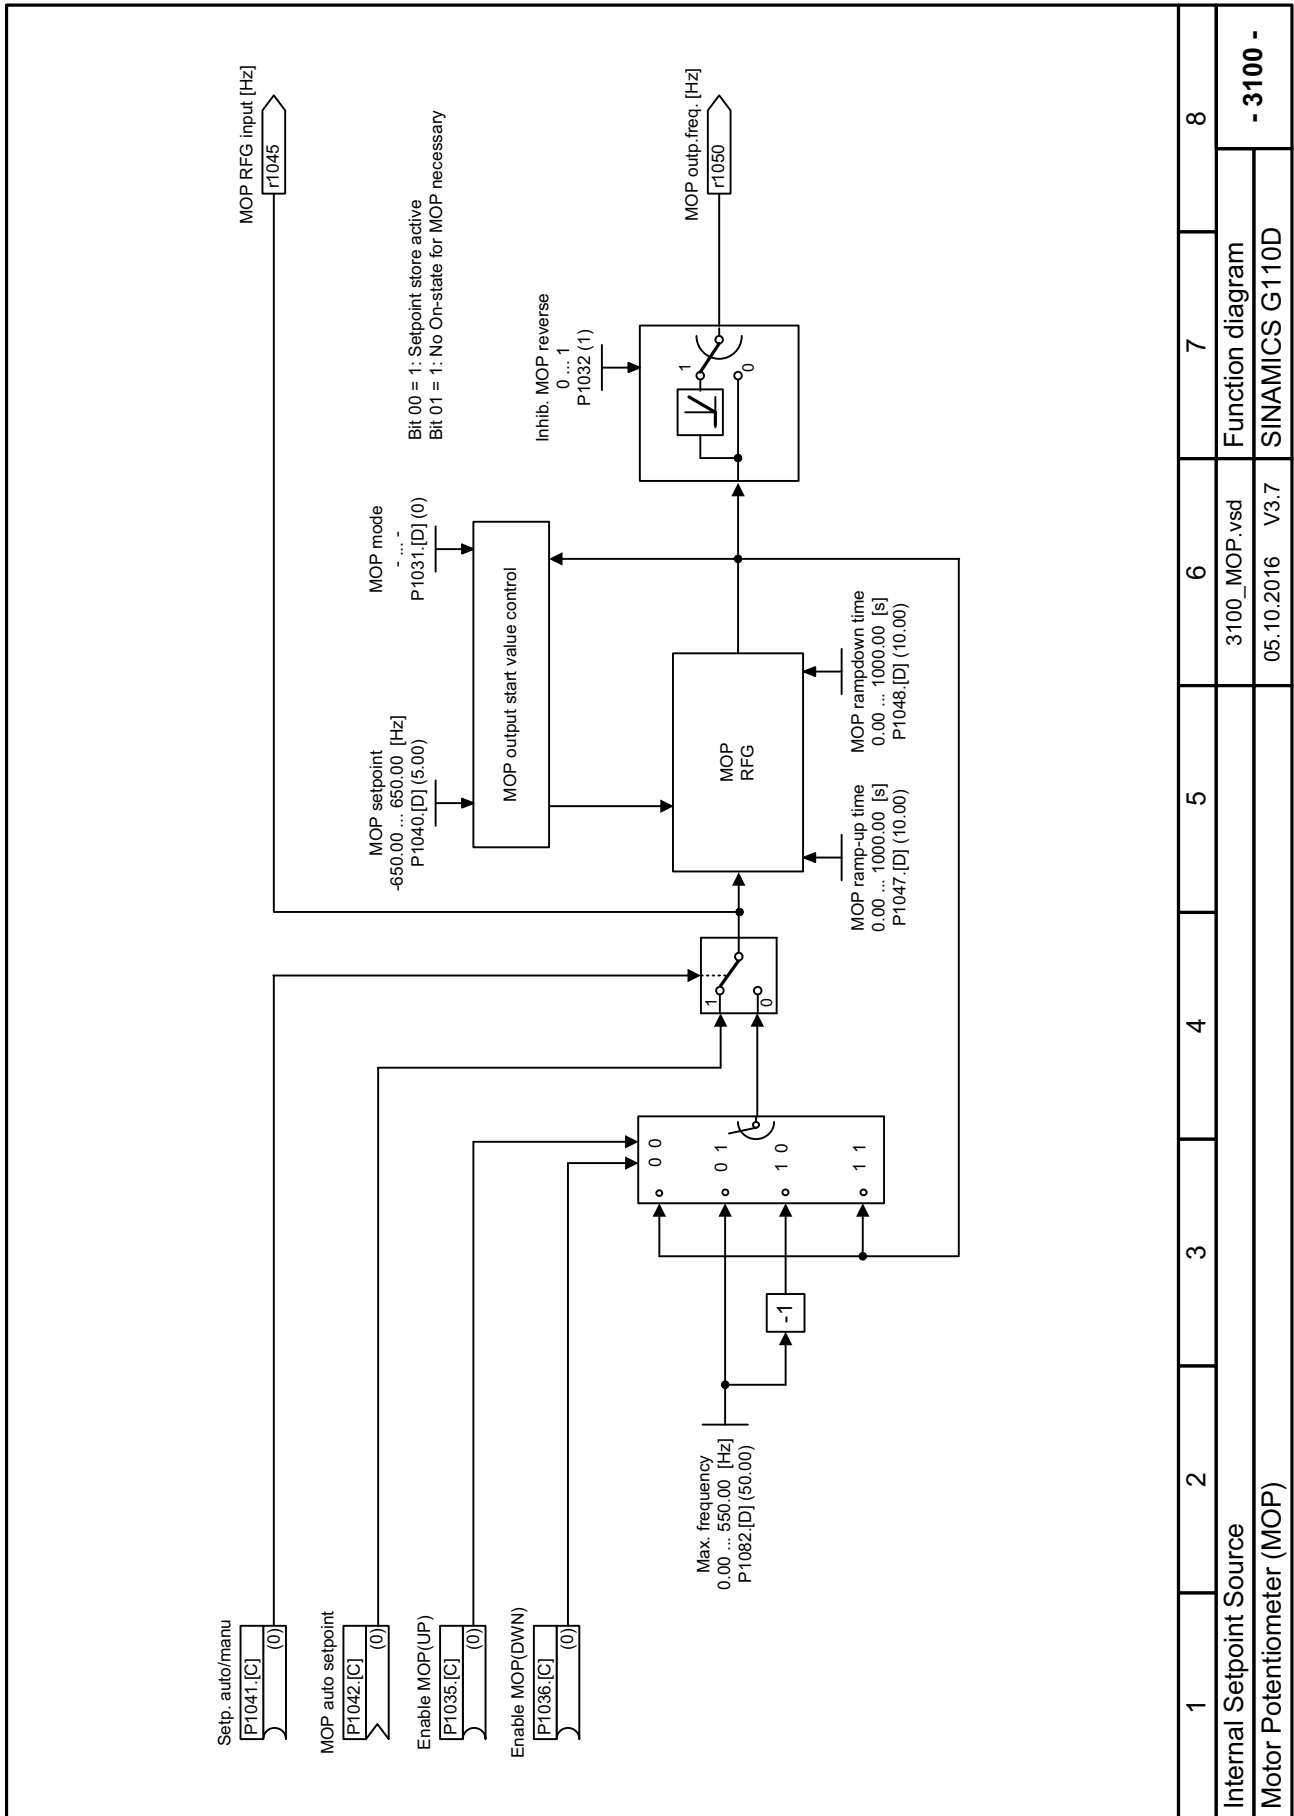 Setp. auto/manu
P1041.[C]
(0)
MOP auto setpoint
P1042.[C]
(0)
Enable MOP(UP)
P1035.[C]
(0)
Enable MOP(DWN)
P1036.[C]
(0)
Max. frequency
0.00 ... 550.00 [Hz]
P1082.[D] (50.00)
-1
0 0
0 1
1 0
1 1
1
0
MOP setpoint
-650.00 ... 650.00 [Hz]
P1040.[D] (5.00)
MOP mode
- ... -
P1031.[D] (0)
MOP output start value control
MOP
RFG
MOP ramp-up time
0.00 ... 1000.00 [s]
P1047.[D] (10.00)
MOP rampdown time
0.00 ... 1000.00 [s]
P1048.[D] (10.00)
Bit 00 = 1: Setpoint store active
Bit 01 = 1: No On-state for MOP necessary
Inhib. MOP reverse
0 ... 1
P1032 (1)
1
0
MOP RFG input [Hz]
r1045
MOP outp.freq. [Hz]
r1050
1 2 3 4 5 6 7 8
Internal Setpoint Source
3100_MOP.vsd
Function diagram
- 3100 -
Motor Potentiometer (MOP)
05.10.2016 V3.7
SINAMICS G110D